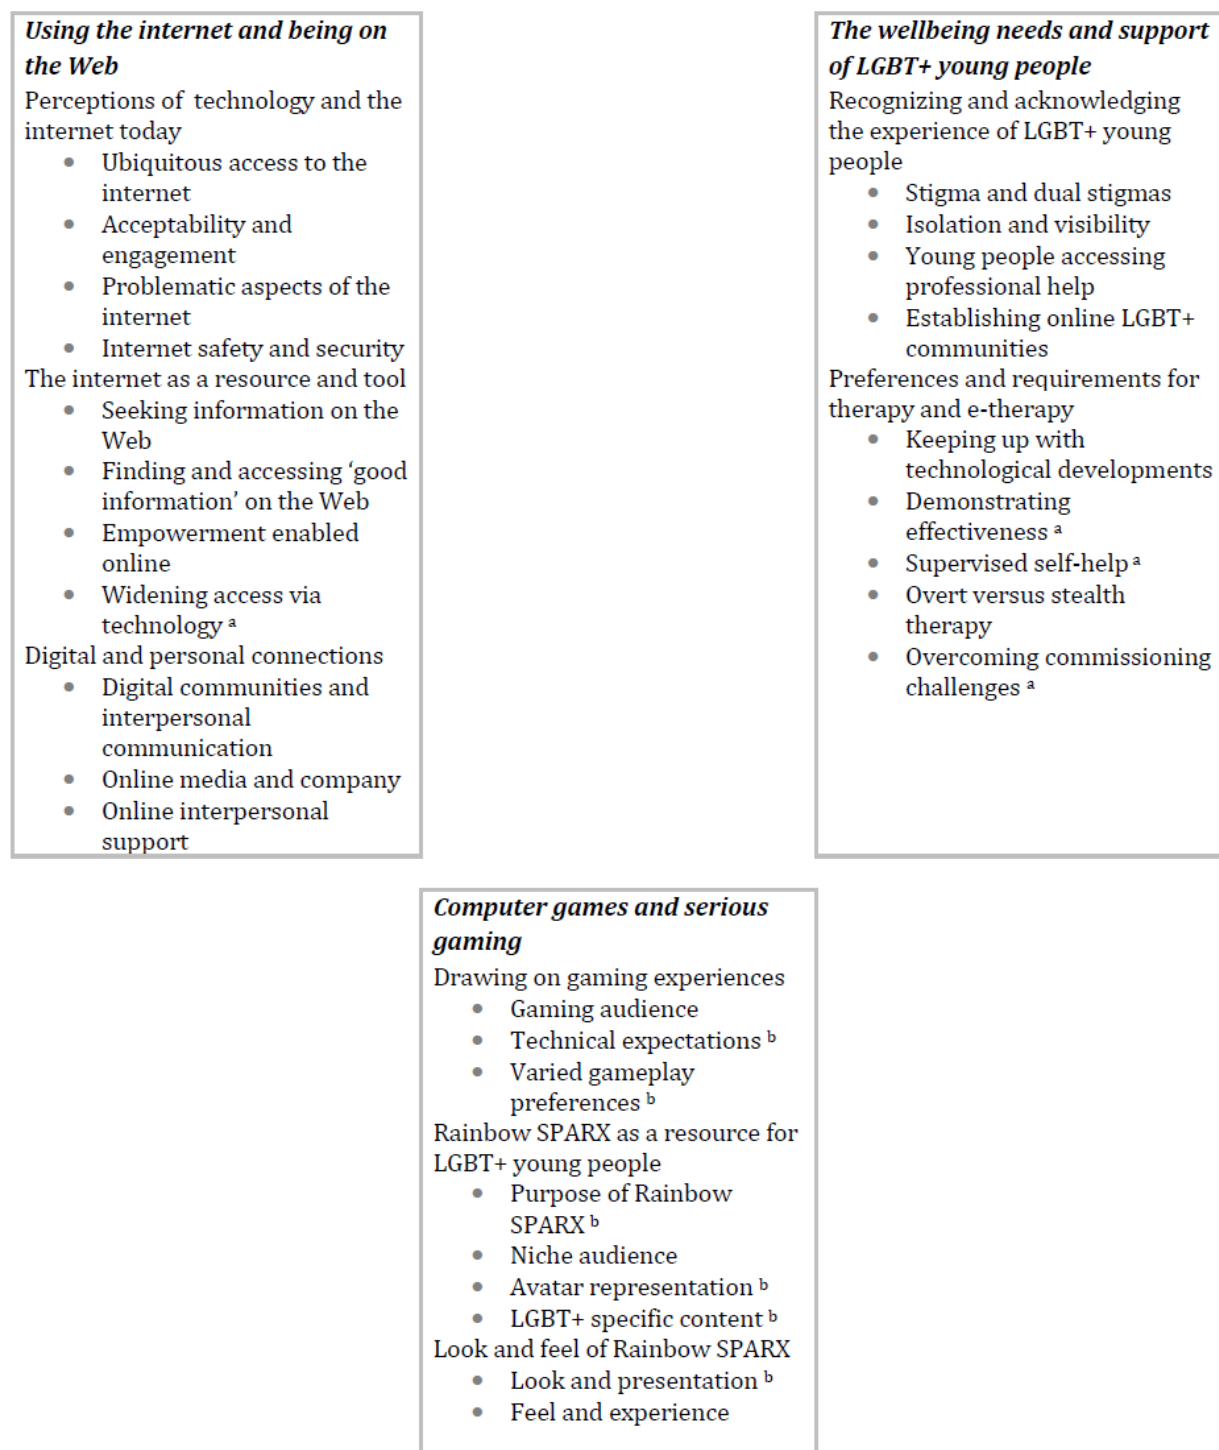 Using the internet and being on
the Web
Perceptions of  technology and the
internet today
• Ubiquitous access to the
internet
• Acceptability and
engagement
• Problematic aspects of the
internet
• Internet safety and security
The internet as a resource and tool
• Seeking information on the
Web
• Finding and accessing ‘good
information’ on the Web
• Empowerment enabled
online
• Widening access via
technology ᵃ
Digital and personal connections
• Digital communities and
interpersonal
communication
• Online media and company
• Online interpersonal
support
The wellbeing needs and support
of LGBT+ young people
Recognizing and acknowledging
the experience of LGBT+ young
people
• Stigma and dual stigmas
• Isolation and visibility
• Young people accessing
professional help
• Establishing online LGBT+
communities
Preferences and requirements for
therapy and e-therapy
• Keeping up with
technological developments
• Demonstrating
effectiveness ᵃ
• Supervised self-help ᵃ
• Overt versus stealth
therapy
• Overcoming commissioning
challenges ᵃ
Computer games and serious
gaming
Drawing on gaming experiences
• Gaming audience
• Technical expectations ᵇ
• Varied gameplay
preferences ᵇ
Rainbow SPARX as a resource for
LGBT+ young people
• Purpose of Rainbow
SPARX ᵇ
• Niche audience
• Avatar representation ᵇ
• LGBT+ specific content ᵇ
Look and feel of Rainbow SPARX
• Look and presentation ᵇ
• Feel and experience